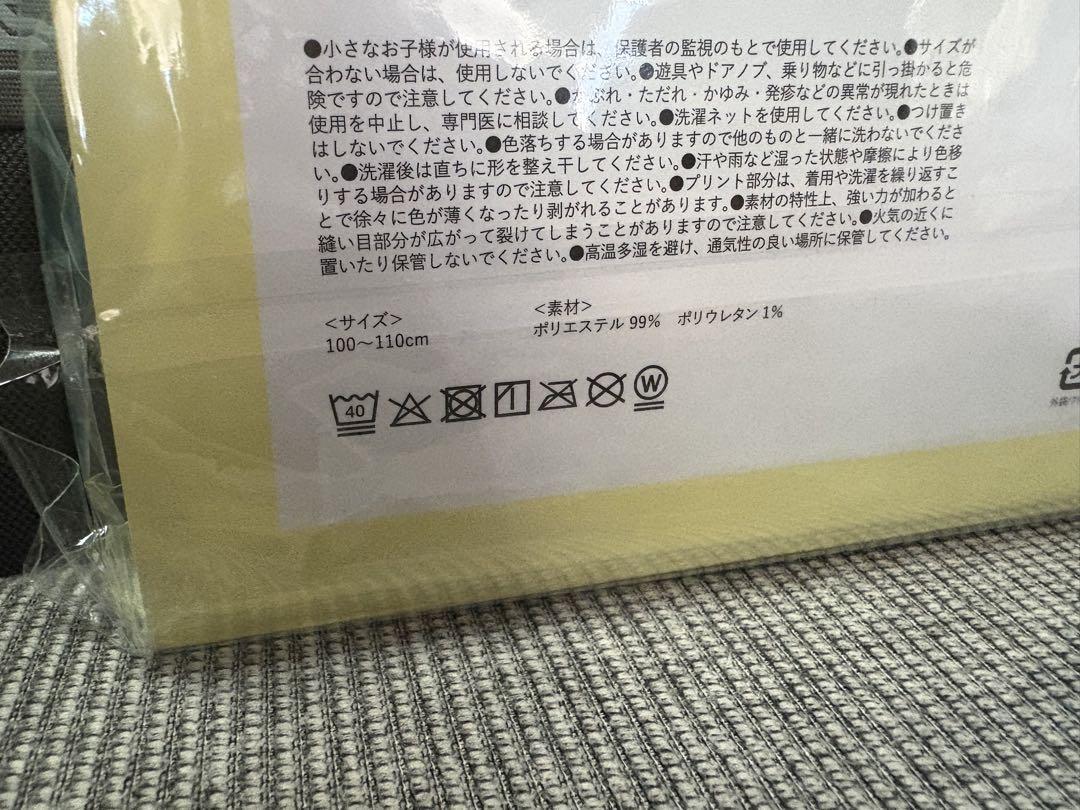 ●小さなお子様が使用される場合は、保護者の監視のもとで使用してください。●サイズが
合わない場合は、使用しないでください。●遊具やドアノブ、乗り物などに引っ掛かると危
険ですので注意してください。●かぶれ・ただれ・かゆみ・発疹などの異常が現れたときは
使用を中止し、専門医に相談してください。●洗濯ネットを使用してください。●つけ置き
はしないでください。●色落ちする場合がありますので他のものと一緒に洗わないでくださ
い。●洗濯後は直ちに形を整え干してください。●汗や雨など湿った状態や摩擦により色移
りする場合がありますので注意してください。●プリント部分は、着用や洗濯を繰り返すこ
とで徐々に色が薄くなったり剥がれることがあります。●素材の特性上、強い力が加わると
縫い目部分が広がって裂けてしまうことがありますので注意してください。●火気の近くに
置いたり保管しないでください。●高温多湿を避け、通気性の良い場所に保管してください。
<サイズ>
100〜110cm
<素材>
ポリエステル 99% ポリウレタン 1%
40 W